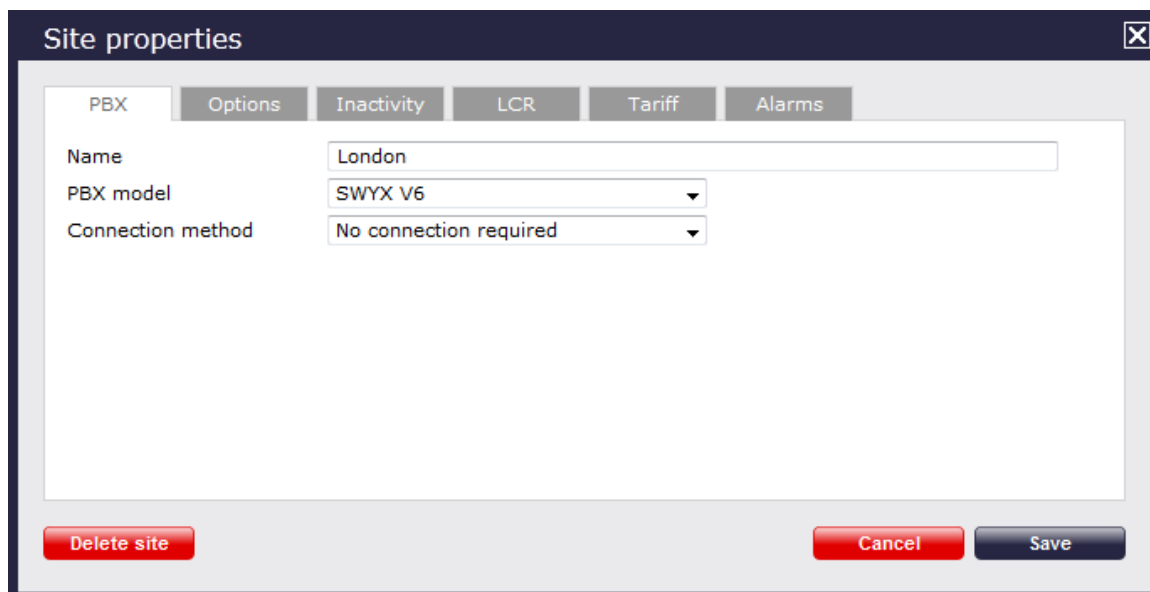 Site properties
PBX Options Inactivity LCR Tariff Alarms
Name London
PBX model SWYX V6
Connection method No connection required
Delete site Cancel Save